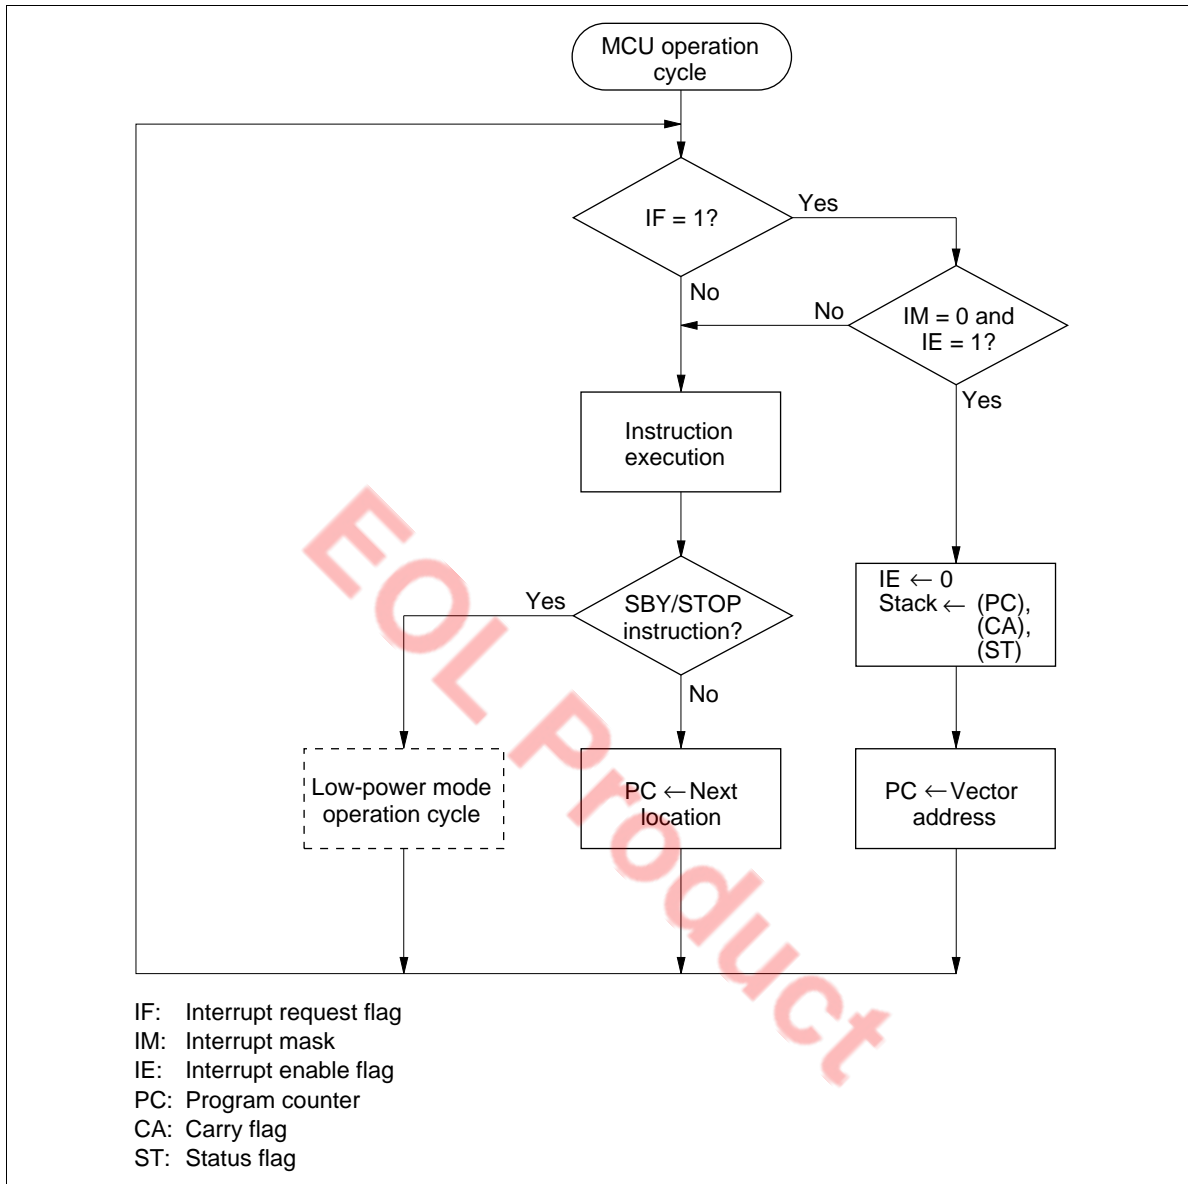 MCU operation
cycle
IF = 1?
Yes
No
IM = 0 and
IE = 1?
No
Yes
Instruction
execution
SBY/STOP
instruction?
Yes
No
IE ← 0
Stack ← (PC),
(CA),
(ST)
Low-power mode
operation cycle
PC ← Next
location
PC ← Vector
address
EOL Product
IF: Interrupt request flag
IM: Interrupt mask
IE: Interrupt enable flag
PC: Program counter
CA: Carry flag
ST: Status flag